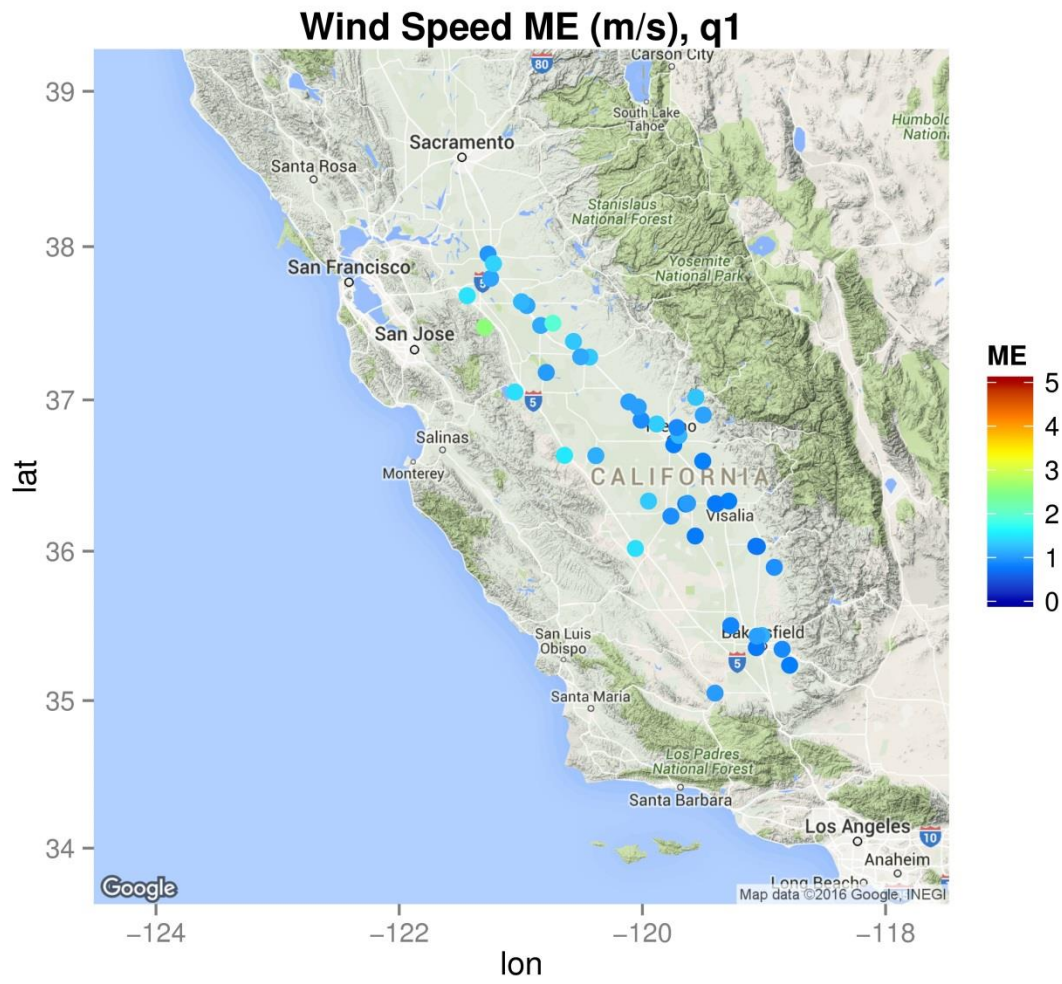 Wind Speed ME (m/s), q1
Carson City
80
39
South Lake
Tahoe
Sacramento
Santa Rosa
Stanislaus
National Forest
38
San Francisco
5
Yosemite
National Park
San Jose
ME
5
4
3
2
1
0
37
5
Salinas
Monterey
CALIFORNIA
lat
Visalia
36
San Luis
Obispo
5
35
Santa Maria
Los Padres
National Forest
Santa Barbara
Los Angeles
10
34
Anaheim
Long Beach
Google
Map data ©2016 Google, INEGI
−124
−122
−120
−118
lon